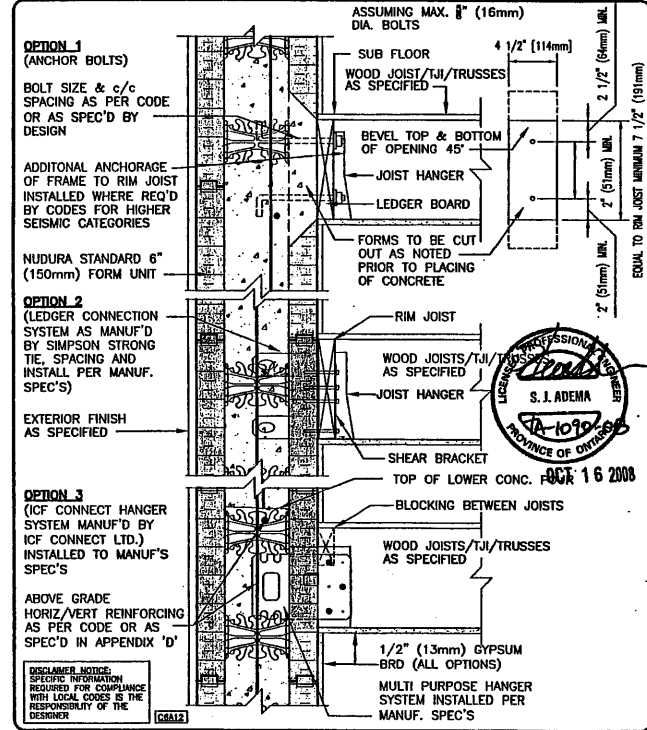 ASSUMING MAX. 5/8" (16mm)
DIA. BOLTS
OPTION 1
(ANCHOR BOLTS)
BOLT SIZE & c/c
SPACING AS PER CODE
OR AS SPEC'D BY
DESIGN
ADDITONAL ANCHORAGE
OF FRAME TO RIM JOIST
INSTALLED WHERE REQ'D
BY CODES FOR HIGHER
SEISMIC CATEGORIES
NUDURA STANDARD 6"
(150mm) FORM UNIT
OPTION 2
(LEDGER CONNECTION
SYSTEM AS MANUF'D
BY SIMPSON STRONG
TIE, SPACING AND
INSTALL PER MANUF.
SPEC'S)
EXTERIOR FINISH
AS SPECIFIED
OPTION 3
(ICF CONNECT HANGER
SYSTEM MANUF'D BY
ICF CONNECT LTD.)
INSTALLED TO MANUF'S
SPEC'S
ABOVE GRADE
HORIZ/VERT REINFORCING
AS PER CODE OR AS
SPEC'D IN APPENDIX 'D'
DISCLAIMER NOTICE:
SPECIFIC INFORMATION
REQUIRED FOR COMPLIANCE
WITH LOCAL CODES IS THE
RESPONSIBILITY OF THE
DESIGNER
C6A12
SUB FLOOR
WOOD JOIST/TJI/TRUSSES
AS SPECIFIED
BEVEL TOP & BOTTOM
OF OPENING 45°
JOIST HANGER
LEDGER BOARD
FORMS TO BE CUT
OUT AS NOTED
PRIOR TO PLACING
OF CONCRETE
4 1/2" [114mm]
2 1/2" (64mm) MIN.
2" (51mm) MIN.
2" (51mm) MIN.
EQUAL TO RIM JOIST MINIMUM 7 1/2" (191mm)
RIM JOIST
WOOD JOISTS/TJI/TRUSSES
AS SPECIFIED
JOIST HANGER
SHEAR BRACKET
LICENSED PROFESSIONAL ENGINEER
S. J. ADEMA
PROVINCE OF ONTARIO
OCT 16 2008
TOP OF LOWER CONC. POUR
BLOCKING BETWEEN JOISTS
WOOD JOISTS/TJI/TRUSSES
AS SPECIFIED
1/2" (13mm) GYPSUM
BRD (ALL OPTIONS)
MULTI PURPOSE HANGER
SYSTEM INSTALLED PER
MANUF. SPEC'S